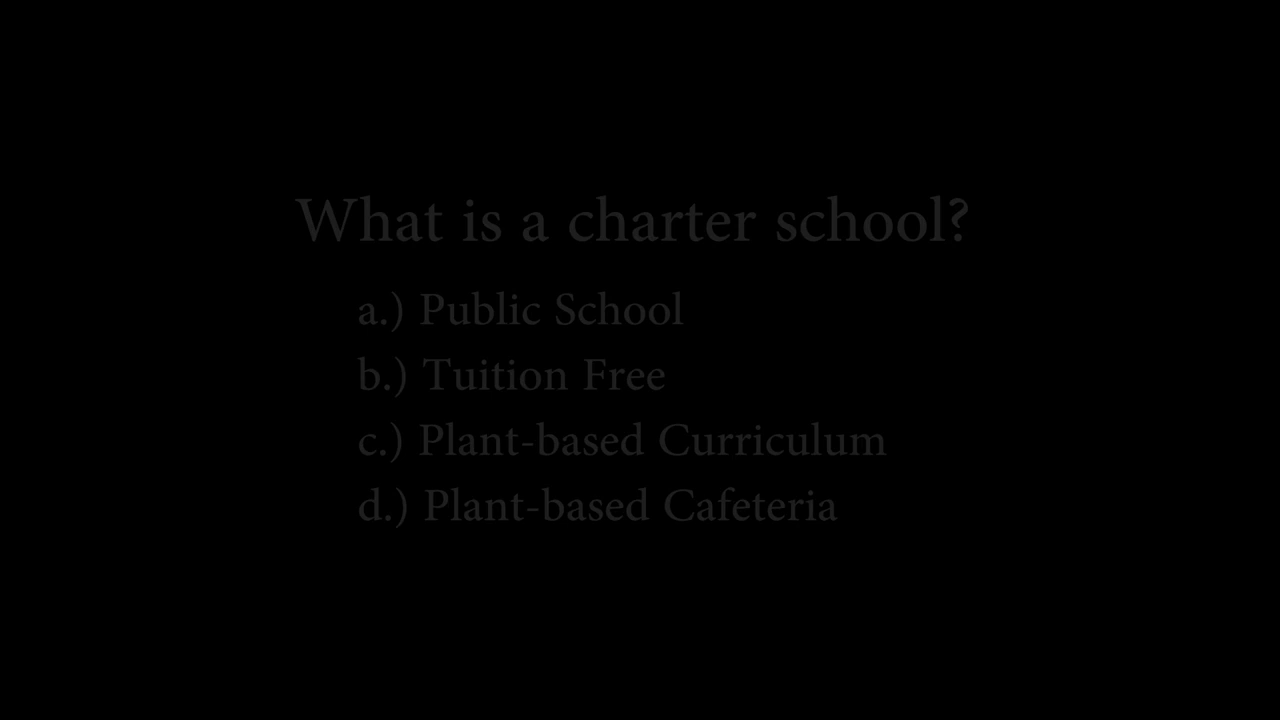 What is a charter school?
a.) Public School
b.) Tuition Free
c.) Plant-based Curriculum
d.) Plant-based Cafeteria